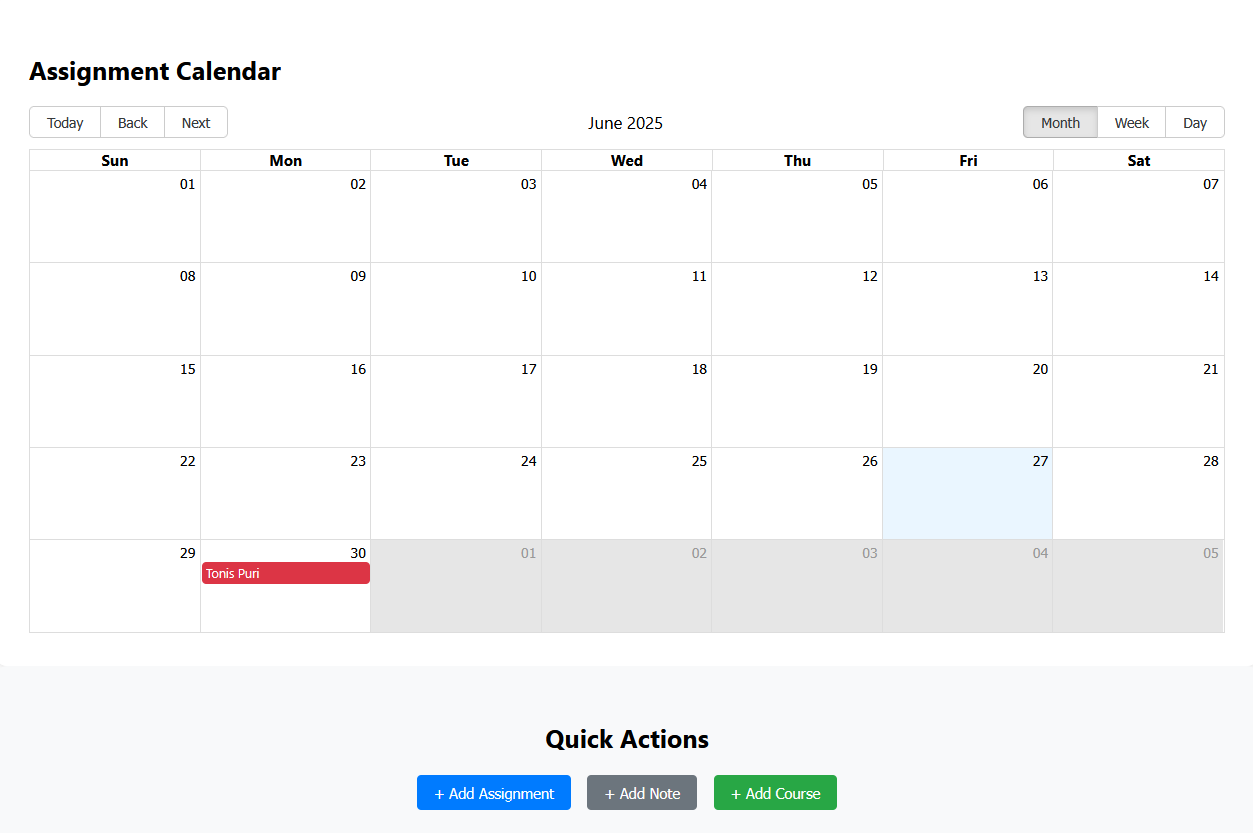 Assignment Calendar
Today Back Next June 2025 Month Week Day
Sun Mon Tue Wed Thu Fri Sat
01 02 03 04 05 06 07
08 09 10 11 12 13 14
15 16 17 18 19 20 21
22 23 24 25 26 27 28
29 30 01 02 03 04 05
Tonis Puri
Quick Actions
+ Add Assignment + Add Note + Add Course